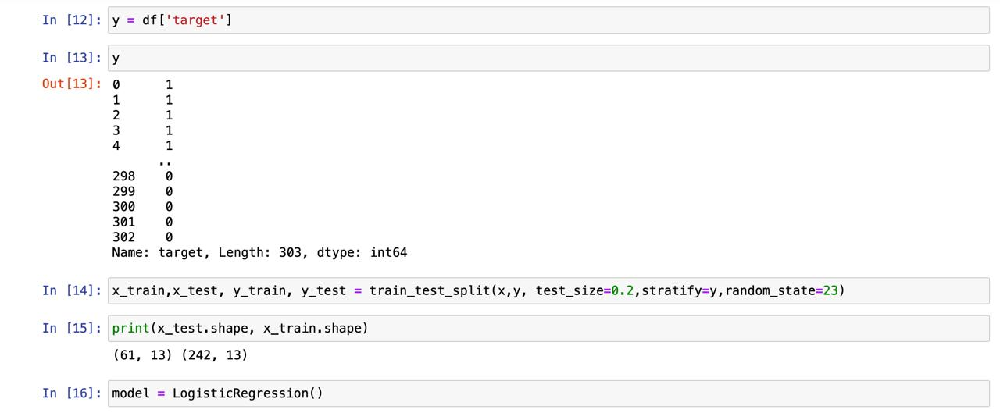 In [12]: y = df['target']
In [13]: y
Out[13]: 0      1
1      1
2      1
3      1
4      1
..
298    0
299    0
300    0
301    0
302    0
Name: target, Length: 303, dtype: int64
In [14]: x_train,x_test, y_train, y_test = train_test_split(x,y, test_size=0.2,stratify=y,random_state=23)
In [15]: print(x_test.shape, x_train.shape)
(61, 13) (242, 13)
In [16]: model = LogisticRegression()